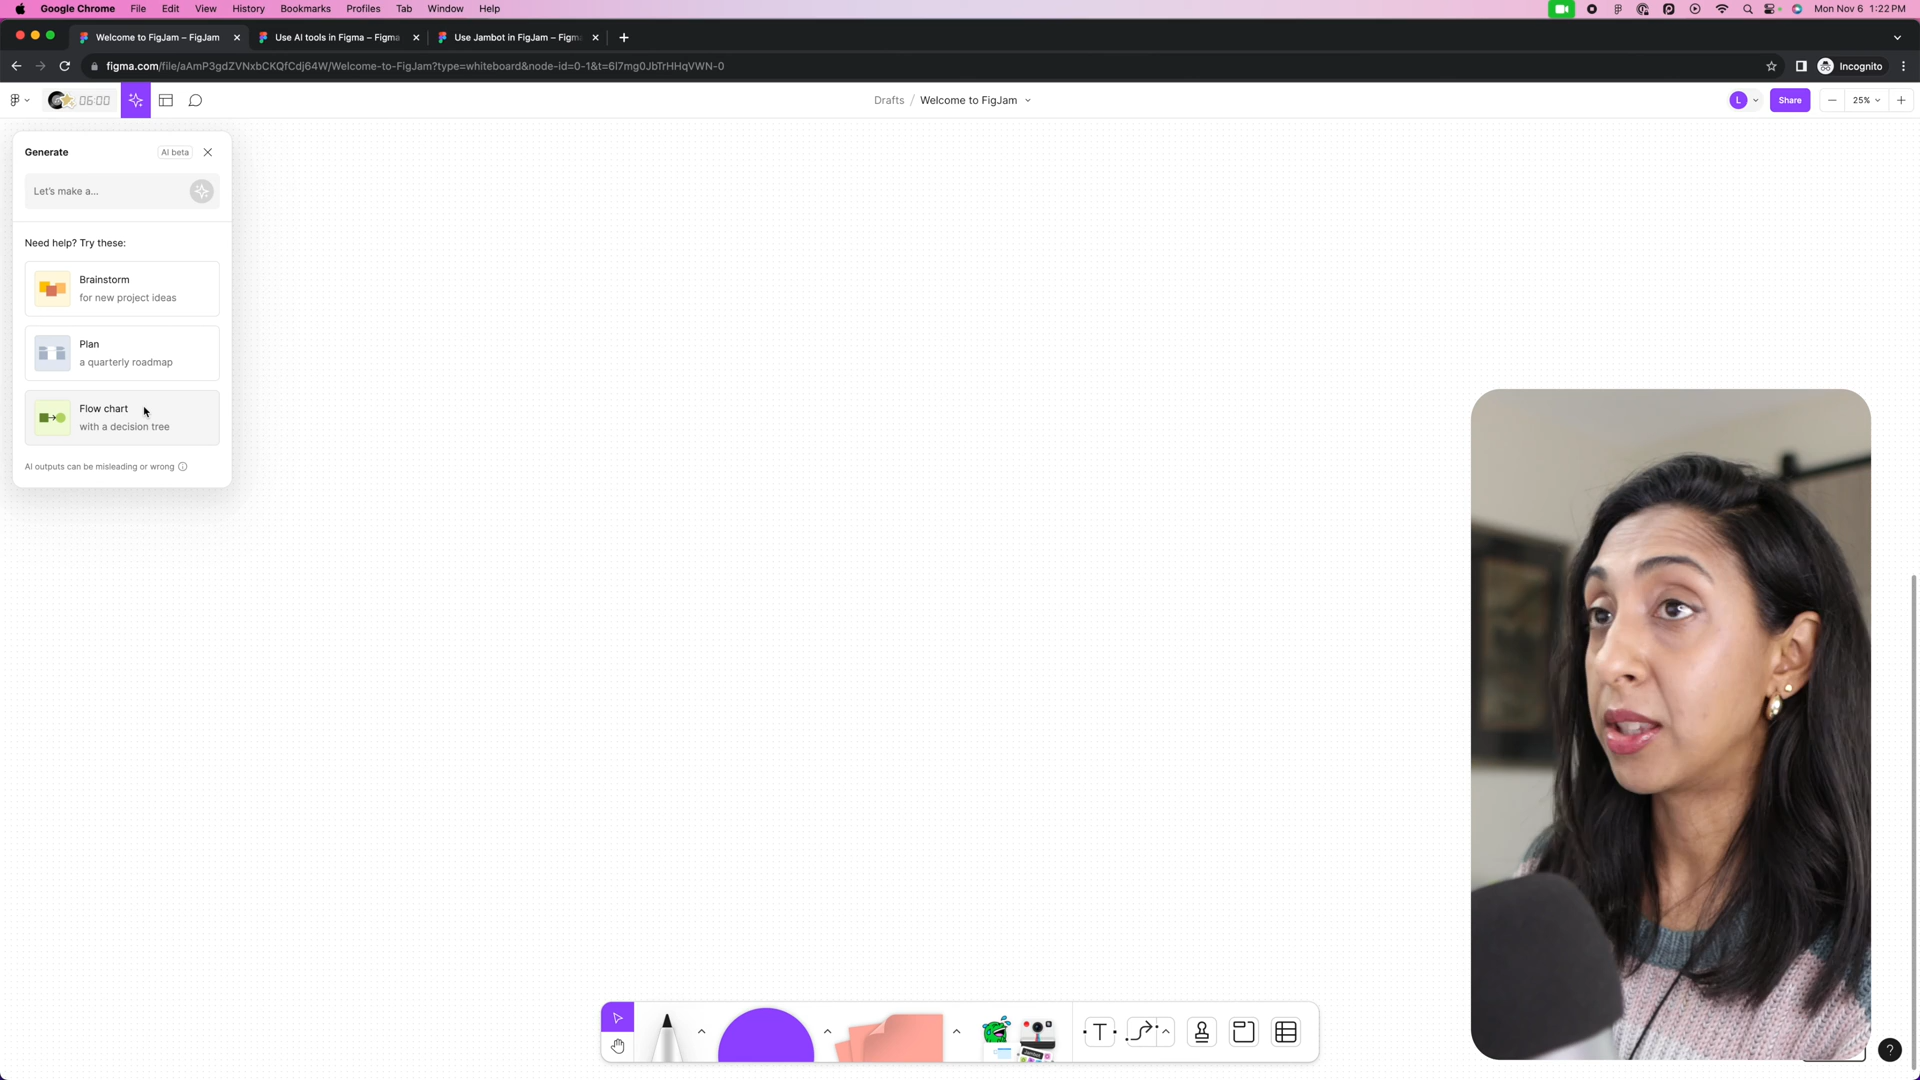 Google Chrome File Edit View History Bookmarks Profiles Tab Window Help
Mon Nov 6 1:22 PM
Welcome to FigJam – FigJam
Use AI tools in Figma – Figma
Use Jambot in FigJam – Figm
figma.com/file/aAmP3gdZVNxbCKQfCdj64W/Welcome-to-FigJam?type=whiteboard&node-id=0-1&t=6l7mg0JbTrHHqVWN-0
Incognito
06:00
Drafts / Welcome to FigJam
L
Share
25%
Generate
AI beta
Let's make a...
Need help? Try these:
Brainstorm
for new project ideas
Plan
a quarterly roadmap
Flow chart
with a decision tree
AI outputs can be misleading or wrong
T
?